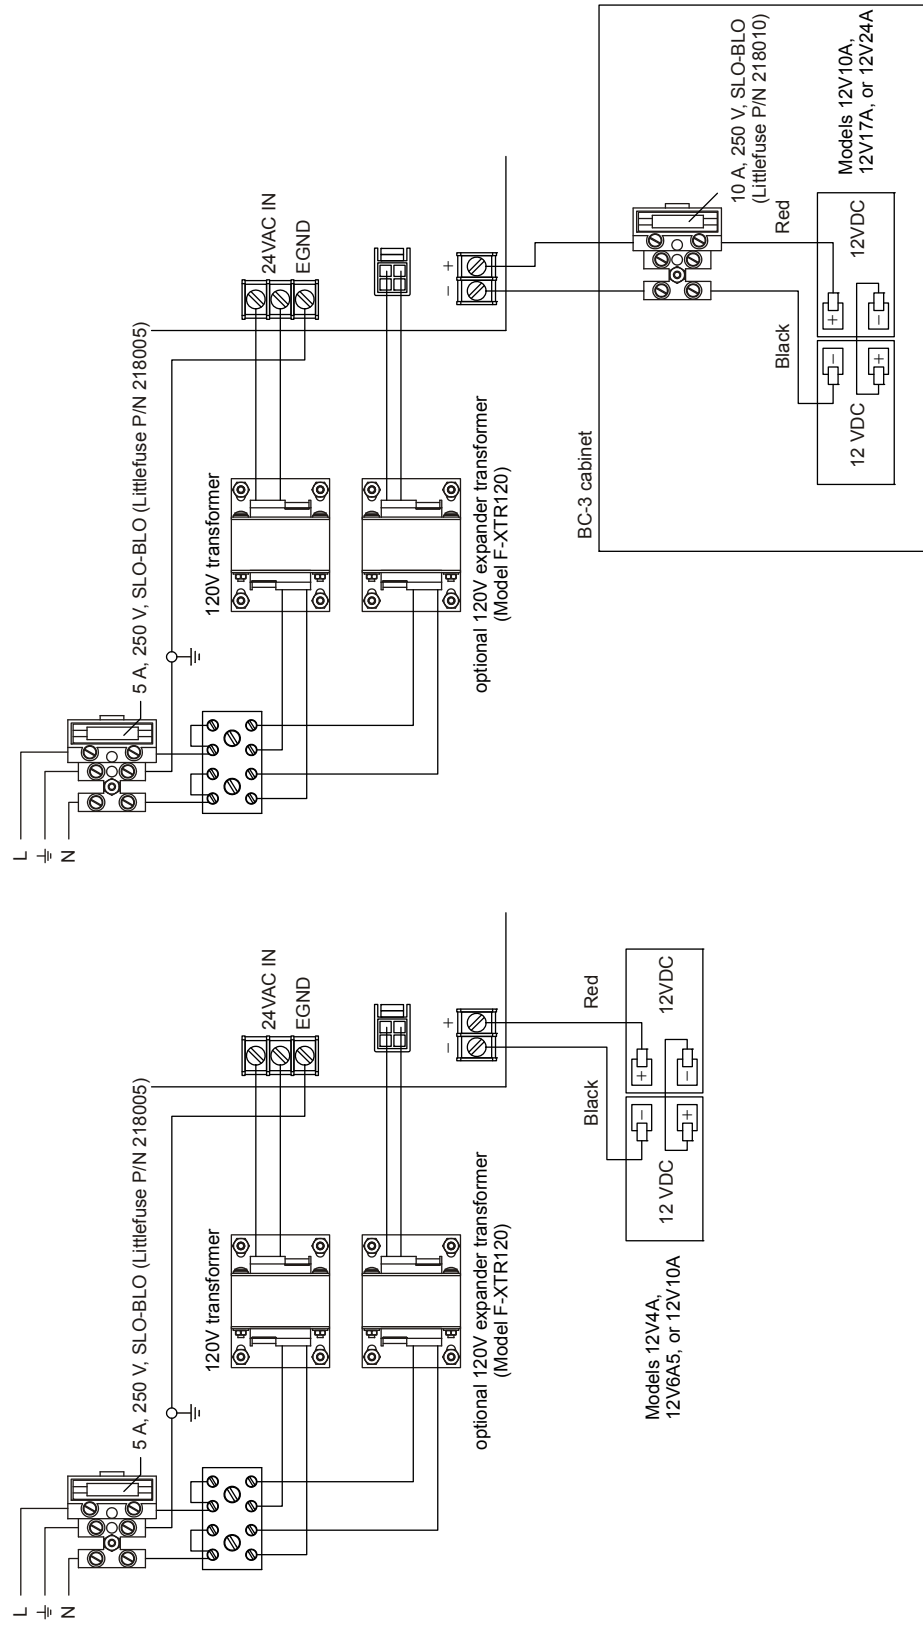 L
N
5 A, 250 V, SLO-BLO (Littlefuse P/N 218005)
120V transformer
24VAC IN
EGND
optional 120V expander transformer
(Model F-XTR120)
– +
Black
Red
12 VDC
12VDC
– +
+ –
Models 12V4A,
12V6A5, or 12V10A
L
N
5 A, 250 V, SLO-BLO (Littlefuse P/N 218005)
120V transformer
24VAC IN
EGND
optional 120V expander transformer
(Model F-XTR120)
– +
BC-3 cabinet
10 A, 250 V, SLO-BLO
(Littlefuse P/N 218010)
Black
Red
12 VDC
12VDC
– +
+ –
Models 12V10A,
12V17A, or 12V24A